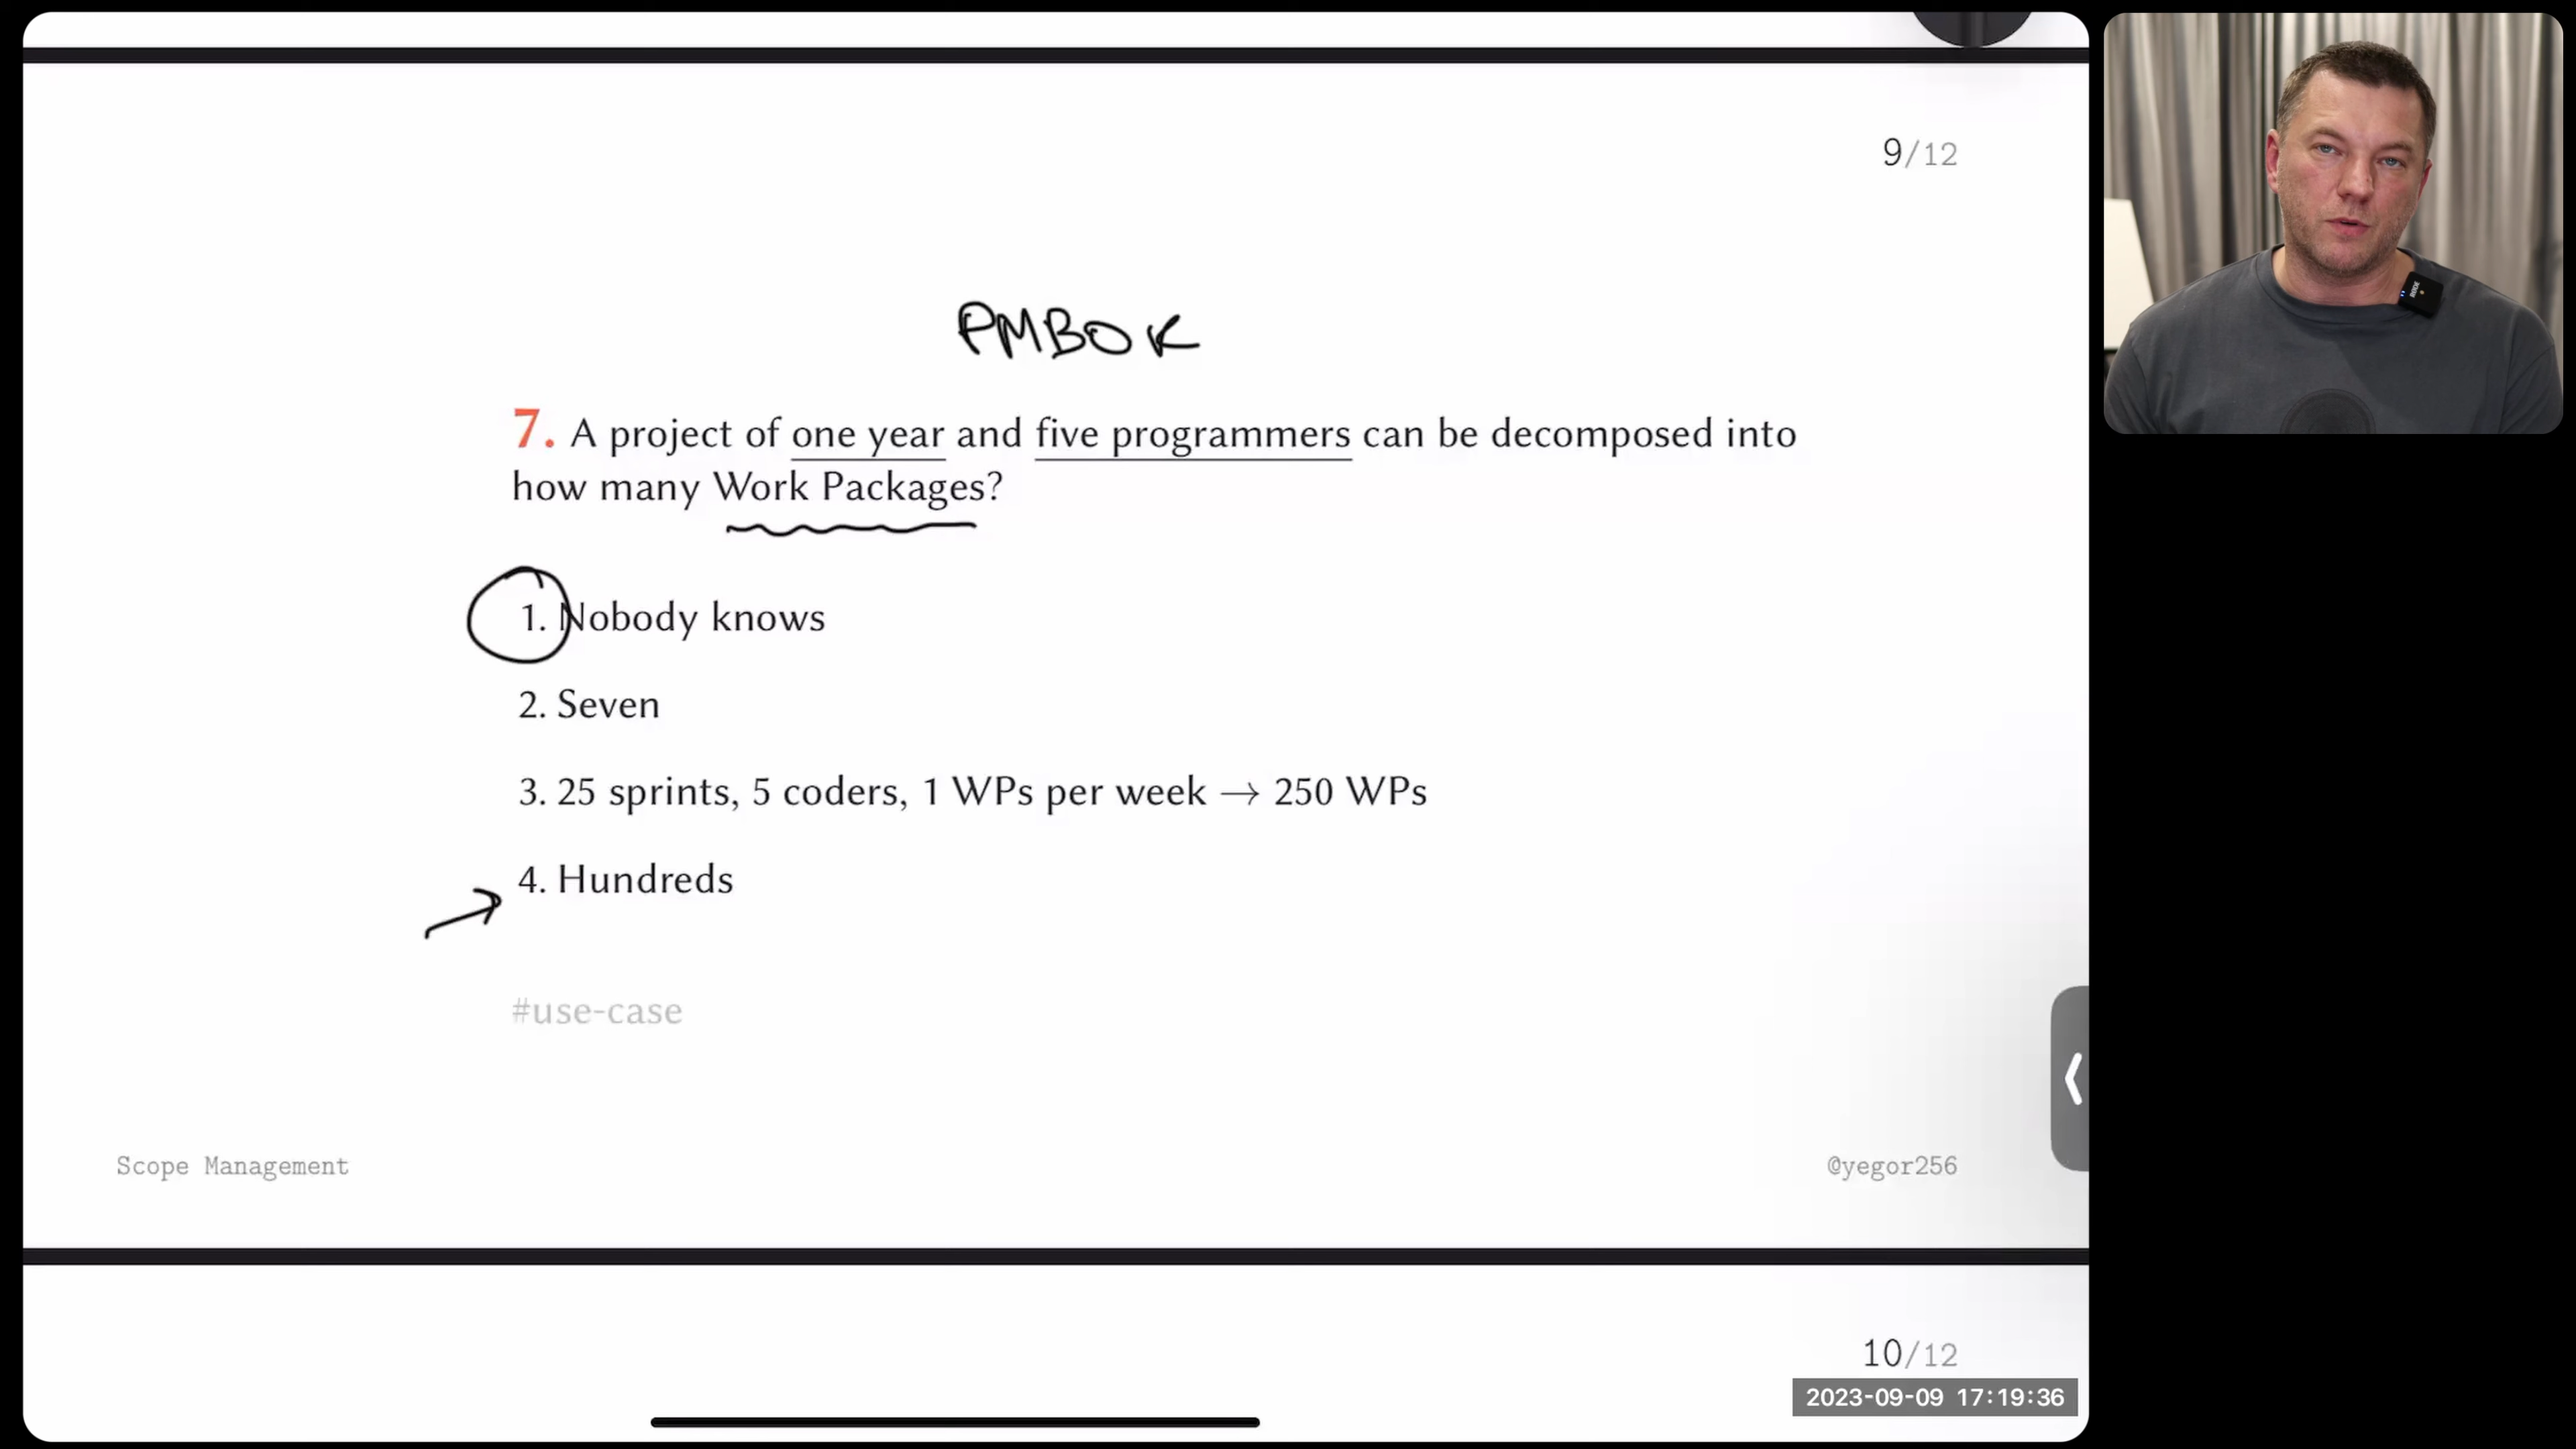 9/12
PMBOK
7. A project of one year and five programmers can be decomposed into
how many Work Packages?
1. Nobody knows
2. Seven
3. 25 sprints, 5 coders, 1 WPs per week → 250 WPs
4. Hundreds
#use-case
Scope Management
@yegor256
10/12
2023-09-09 17:19:36